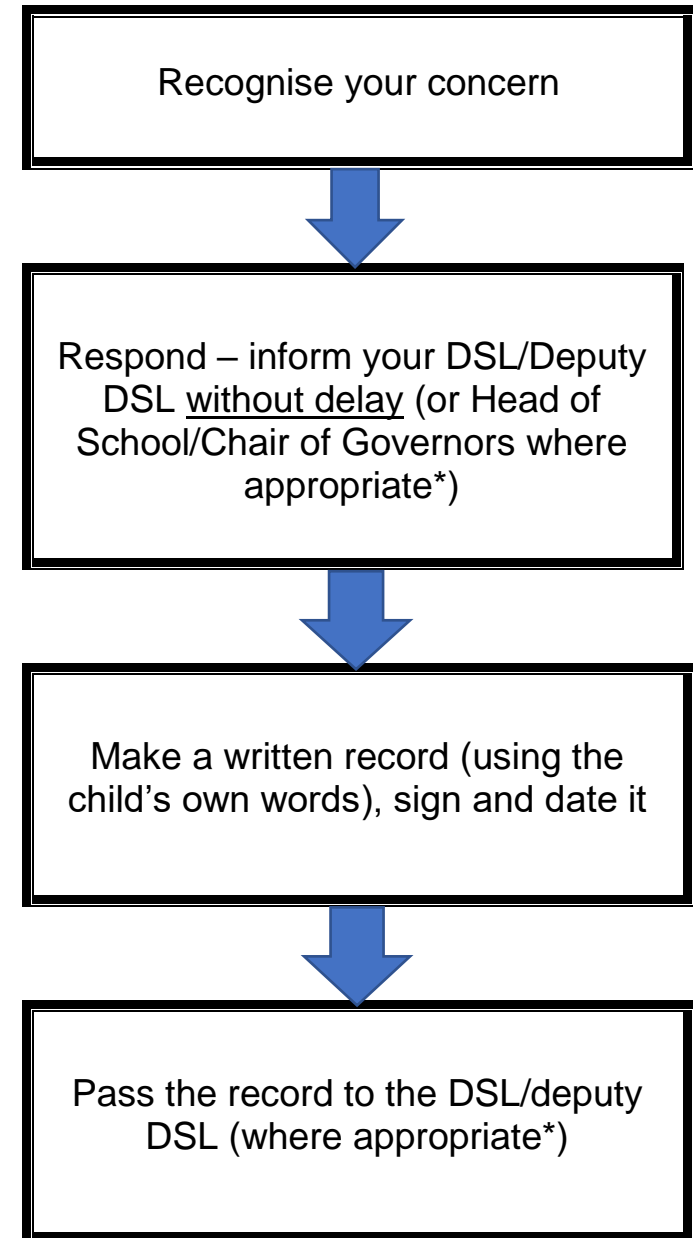 Recognise your concern
Respond – inform your DSL/Deputy
DSL without delay (or Head of
School/Chair of Governors where
appropriate*)
Make a written record (using the
child’s own words), sign and date it
Pass the record to the DSL/deputy
DSL (where appropriate*)